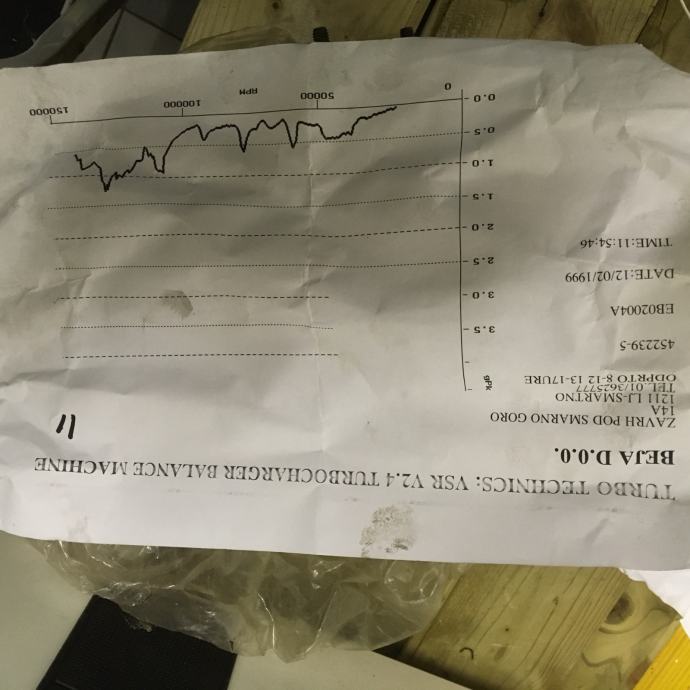 TURBO TECHNICS: VSR V2.4 TURBOCHARGER BALANCE MACHINE
BEJA D.O.O.
11
ZAVRH POD SMARNO GORO
14A
1211 LJ-SMARTNO
TEL 01/3625777
ODPRTO 8-12 13-17URE
452239-5
EB02004A
DATE:12/02/1999
TIME:11:54:46
gPk
3.5
3.0
2.5
2.0
1.5
1.0
0.5
0.0
0
50000
RPM
100000
150000